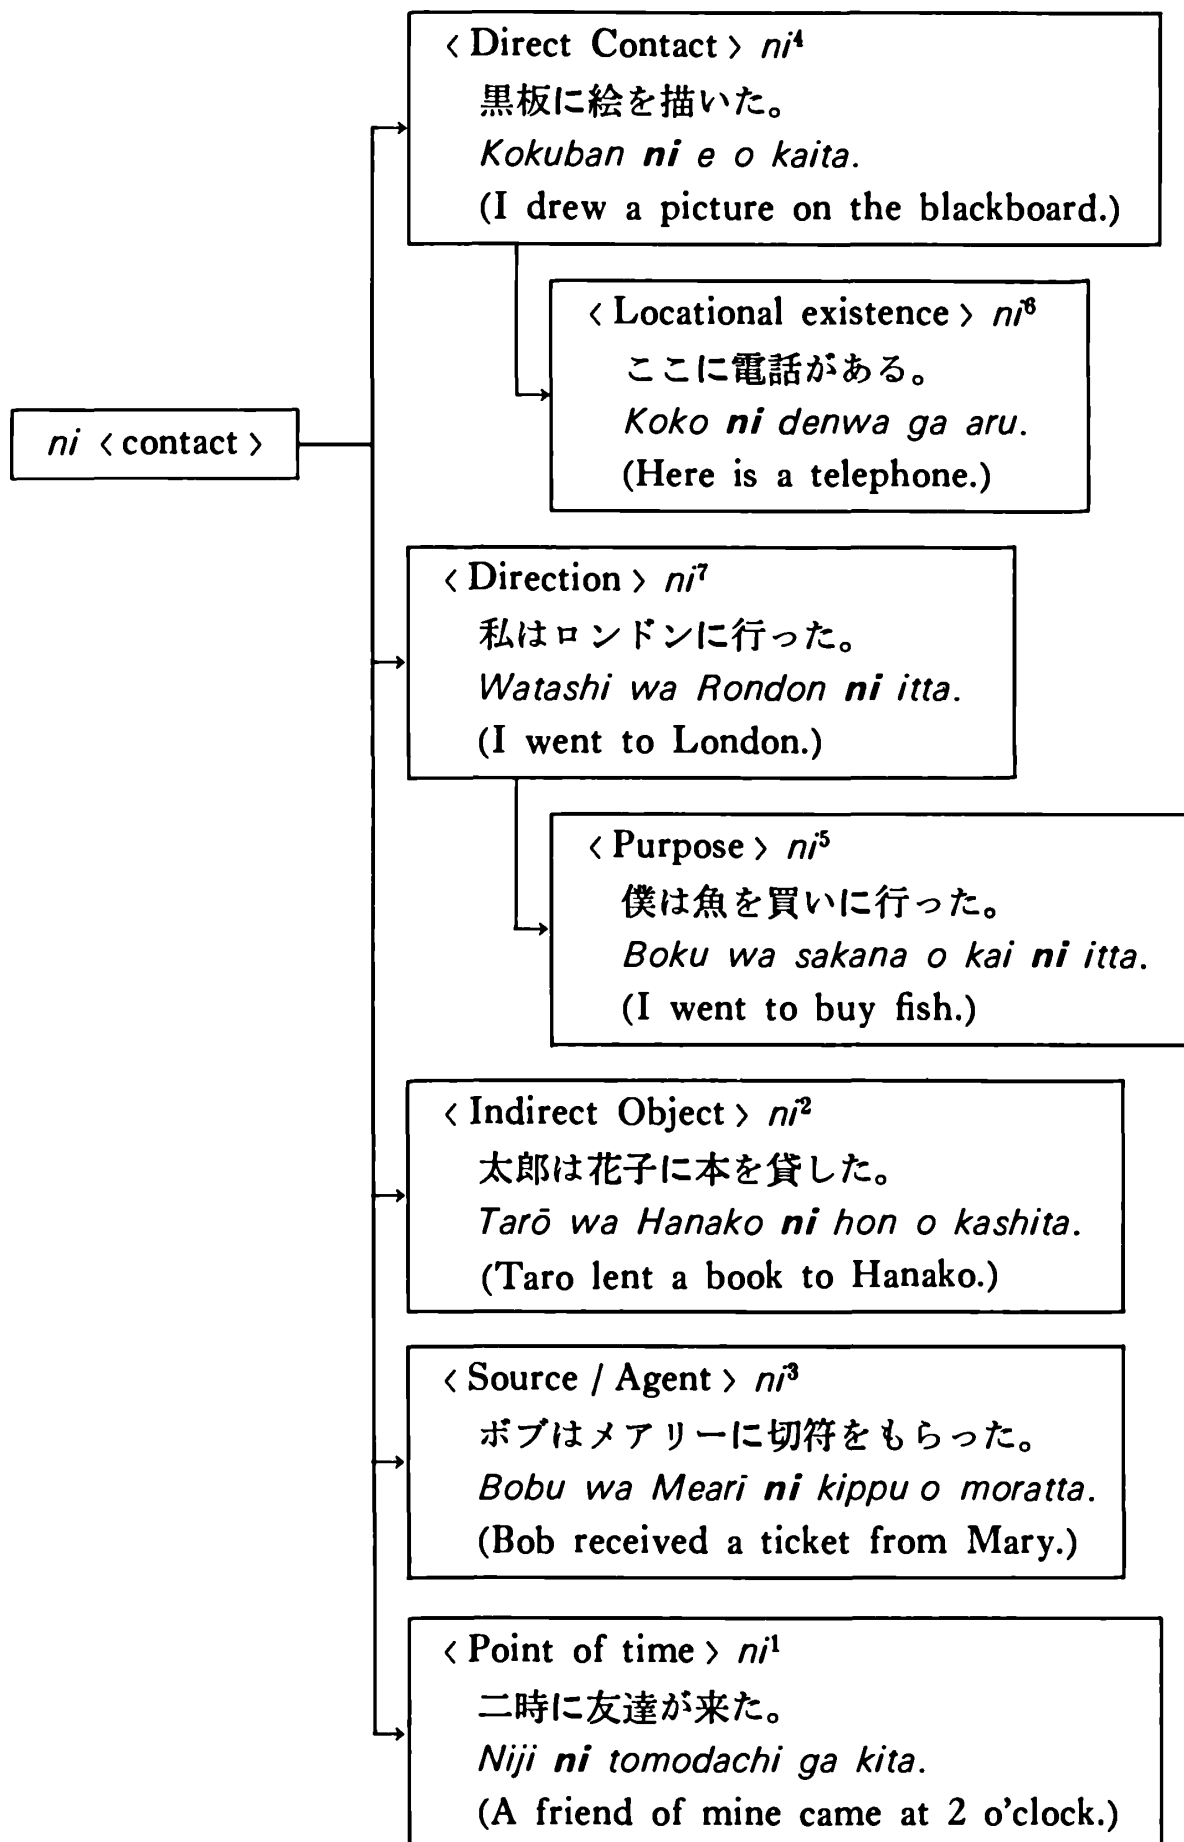 < Direct Contact > ni⁴
黒板に絵を描いた。
Kokuban ni e o kaita.
(I drew a picture on the blackboard.)
< Locational existence > ni⁶
ここに電話がある。
Koko ni denwa ga aru.
(Here is a telephone.)
ni < contact >
< Direction > ni⁷
私はロンドンに行った。
Watashi wa Rondon ni itta.
(I went to London.)
< Purpose > ni⁵
僕は魚を買いに行った。
Boku wa sakana o kai ni itta.
(I went to buy fish.)
< Indirect Object > ni²
太郎は花子に本を貸した。
Tarō wa Hanako ni hon o kashita.
(Taro lent a book to Hanako.)
< Source / Agent > ni³
ボブはメアリーに切符をもらった。
Bobu wa Mearī ni kippu o moratta.
(Bob received a ticket from Mary.)
< Point of time > ni¹
二時に友達が来た。
Niji ni tomodachi ga kita.
(A friend of mine came at 2 o'clock.)